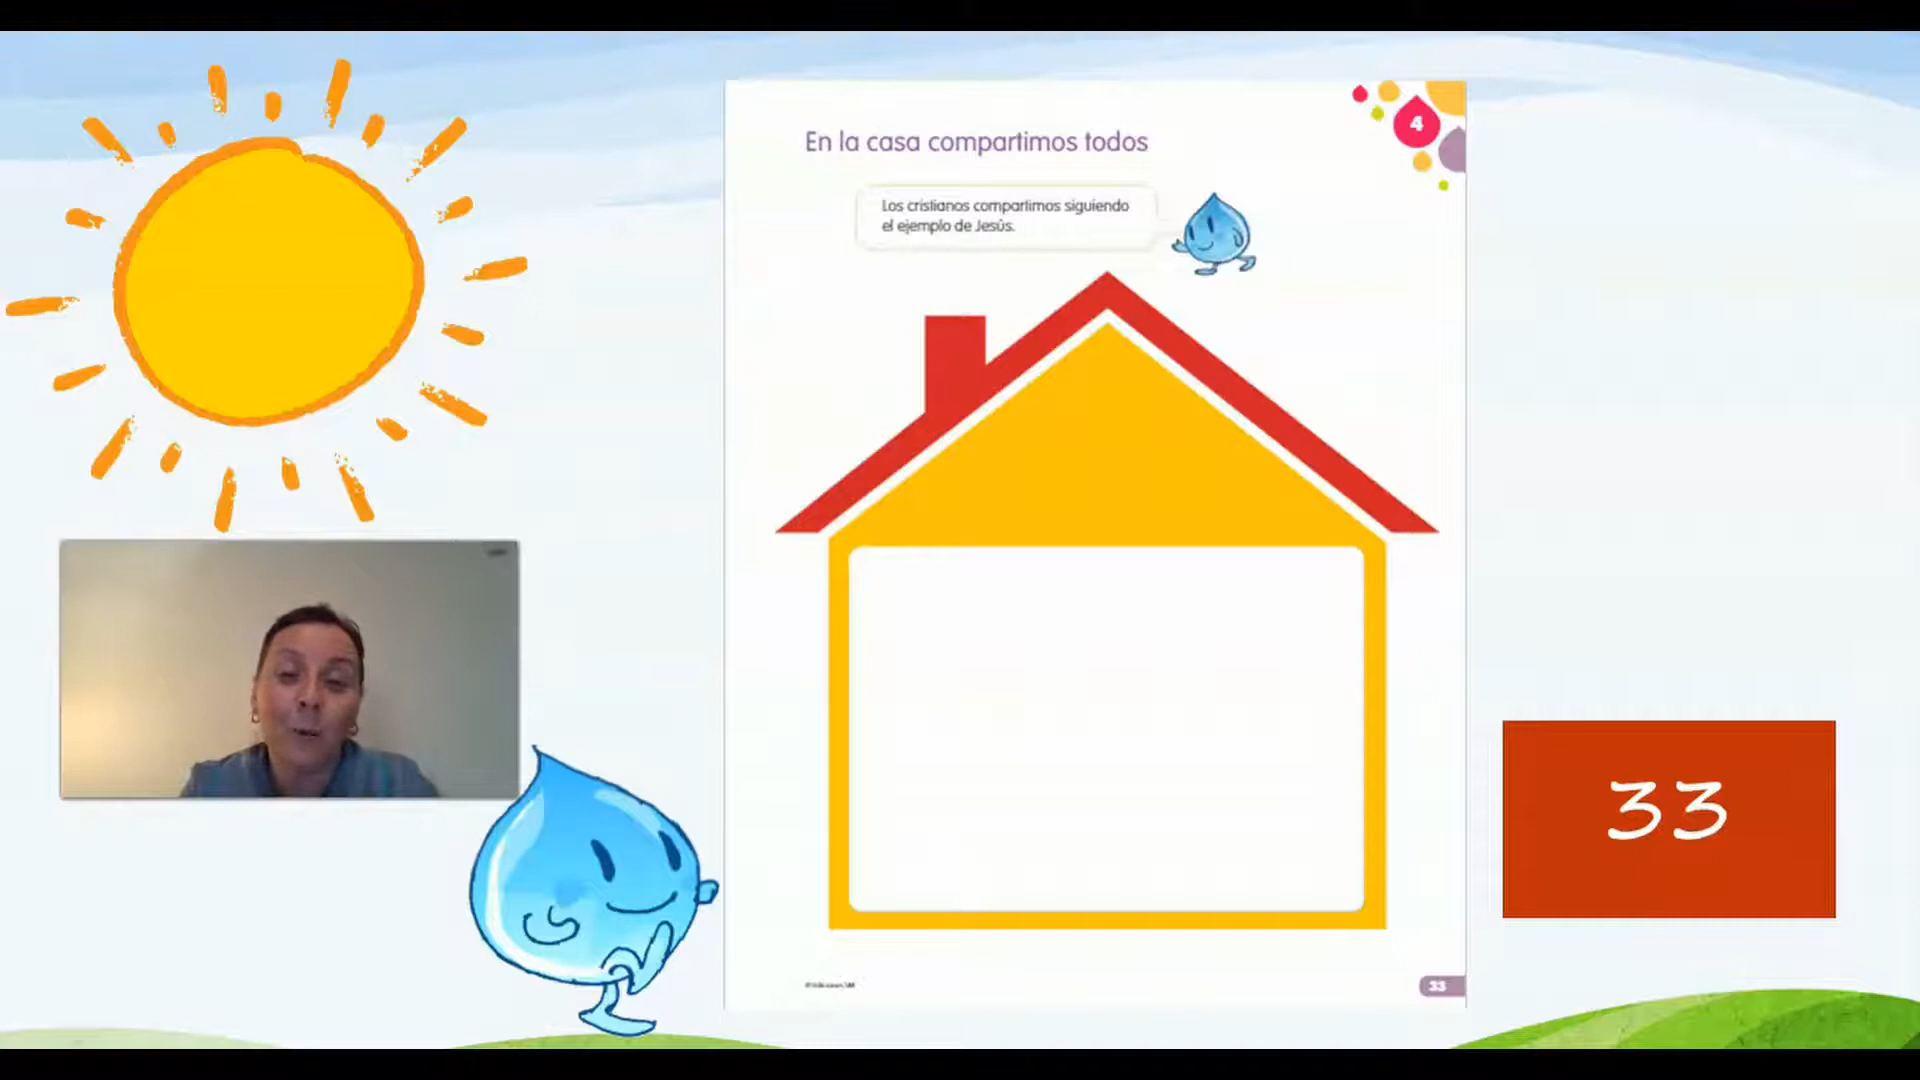 En la casa compartimos todos
4
Los cristianos compartimos siguiendo
el ejemplo de Jesús.
33
33